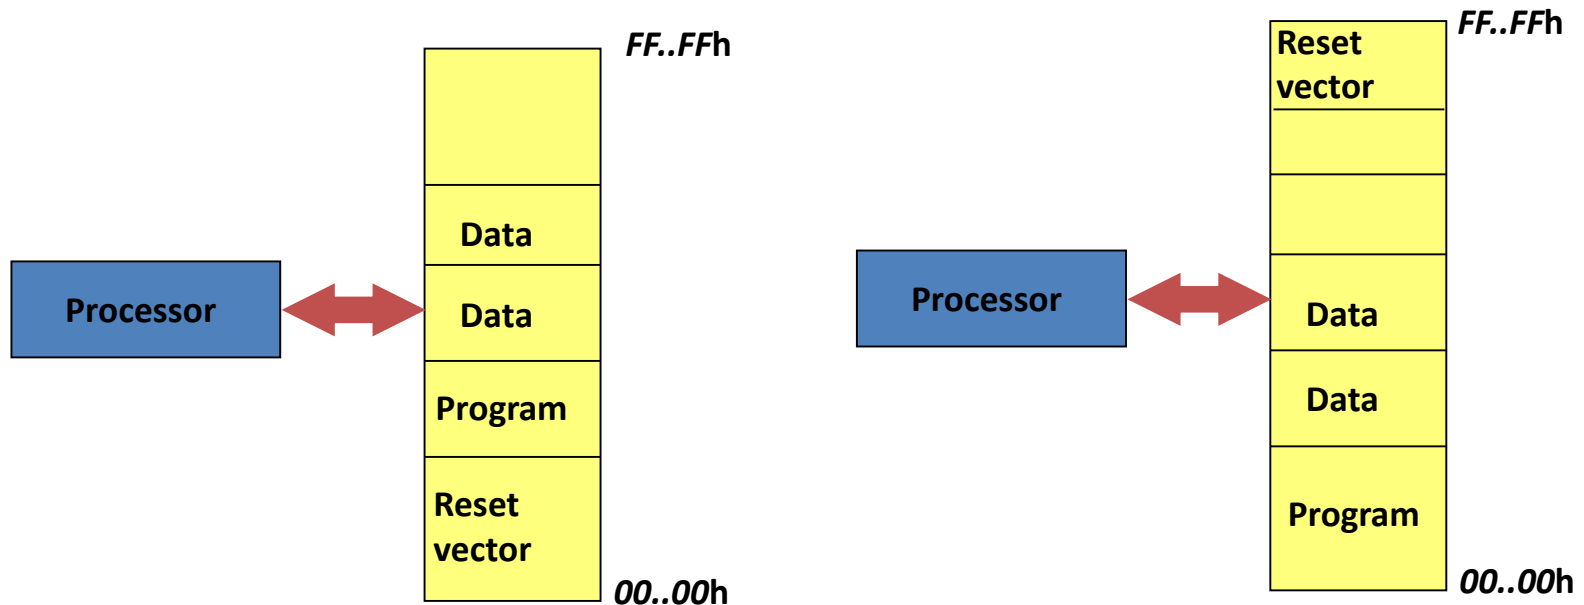 FF..FFh
Data
Data
Processor
Program
Reset
vector
00..00h
FF..FFh
Reset
vector
Processor
Data
Data
Program
00..00h